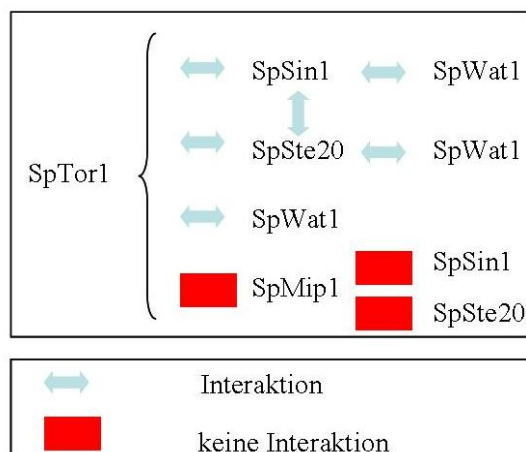 SpSin1 SpWat1
SpTor1 SpSte20 SpWat1
SpWat1
SpMip1 SpSin1
SpSte20
Interaktion
keine Interaktion